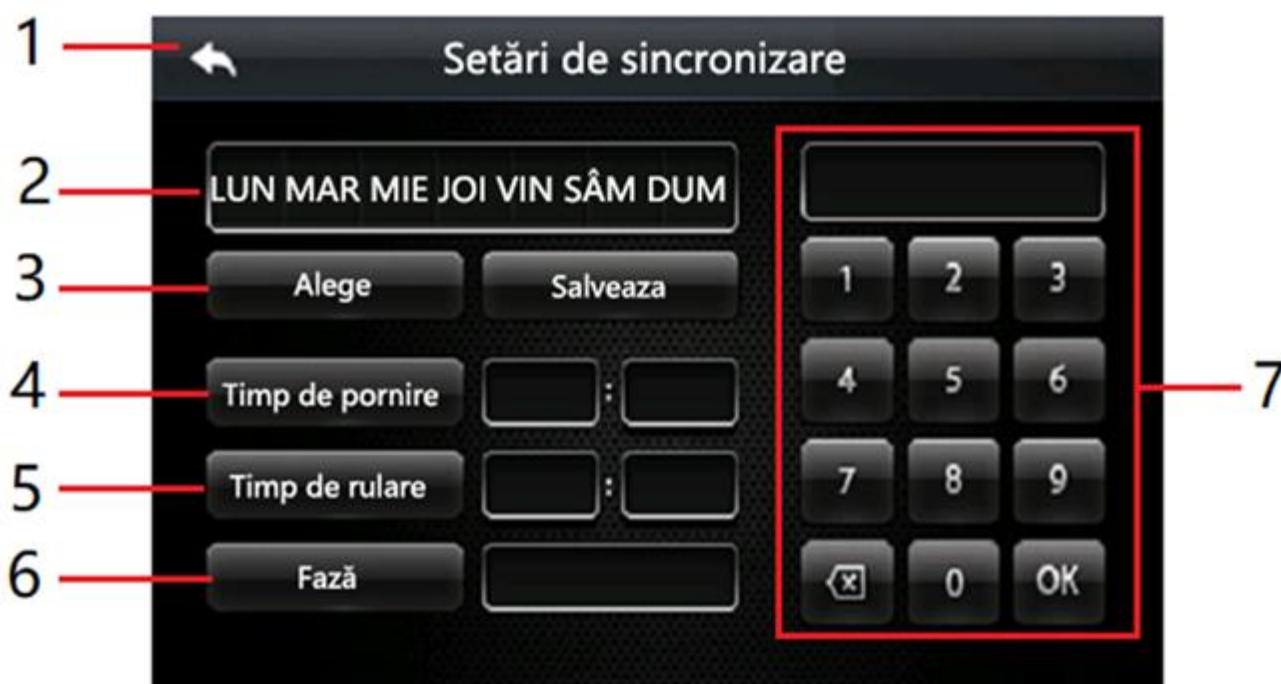 1
Setări de sincronizare
2
LUN MAR MIE JOI VIN SÂM DUM
3
Alege
Salveaza
4
Timp de pornire
:
5
Timp de rulare
:
6
Fază
1 2 3
4 5 6
7 8 9
0 OK
7